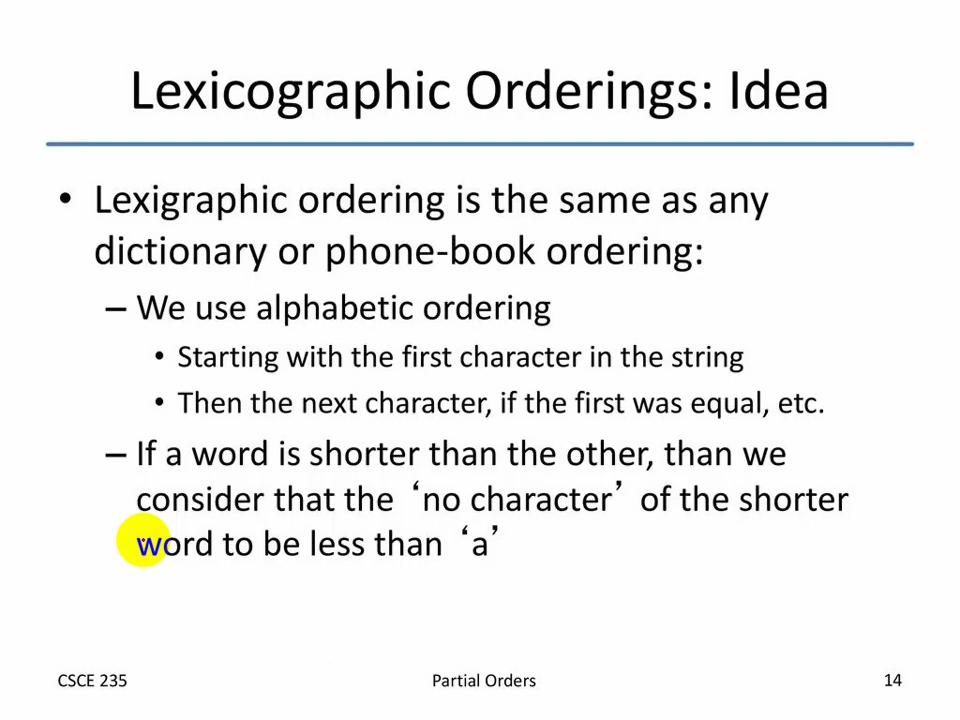 Lexicographic Orderings: Idea
• Lexigraphic ordering is the same as any
dictionary or phone-book ordering:
– We use alphabetic ordering
• Starting with the first character in the string
• Then the next character, if the first was equal, etc.
– If a word is shorter than the other, than we
consider that the ‘no character’ of the shorter
word to be less than ‘a’
CSCE 235
Partial Orders
14